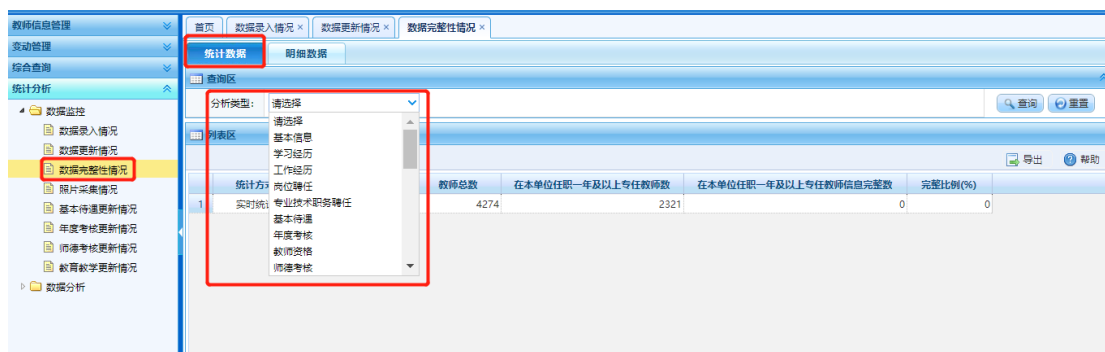 教师信息管理
变动管理
综合查询
统计分析
数据监控
数据录入情况
数据更新情况
数据完整性情况
照片采集情况
基本待遇更新情况
年度考核更新情况
师德考核更新情况
教育教学更新情况
数据分析
首页 数据录入情况 × 数据更新情况 × 数据完整性情况 ×
统计数据 明细数据
查询区
分析类型： 请选择 查询 重置
请选择
基本信息
学习经历
工作经历
岗位聘任
专业技术职务聘任
基本待遇
年度考核
教师资格
师德考核
列表区
导出 帮助
统计方 教师总数 在本单位任职一年及以上专任教师数 在本单位任职一年及以上专任教师信息完整数 完整比例(%)
1 实时统 4274 2321 0 0